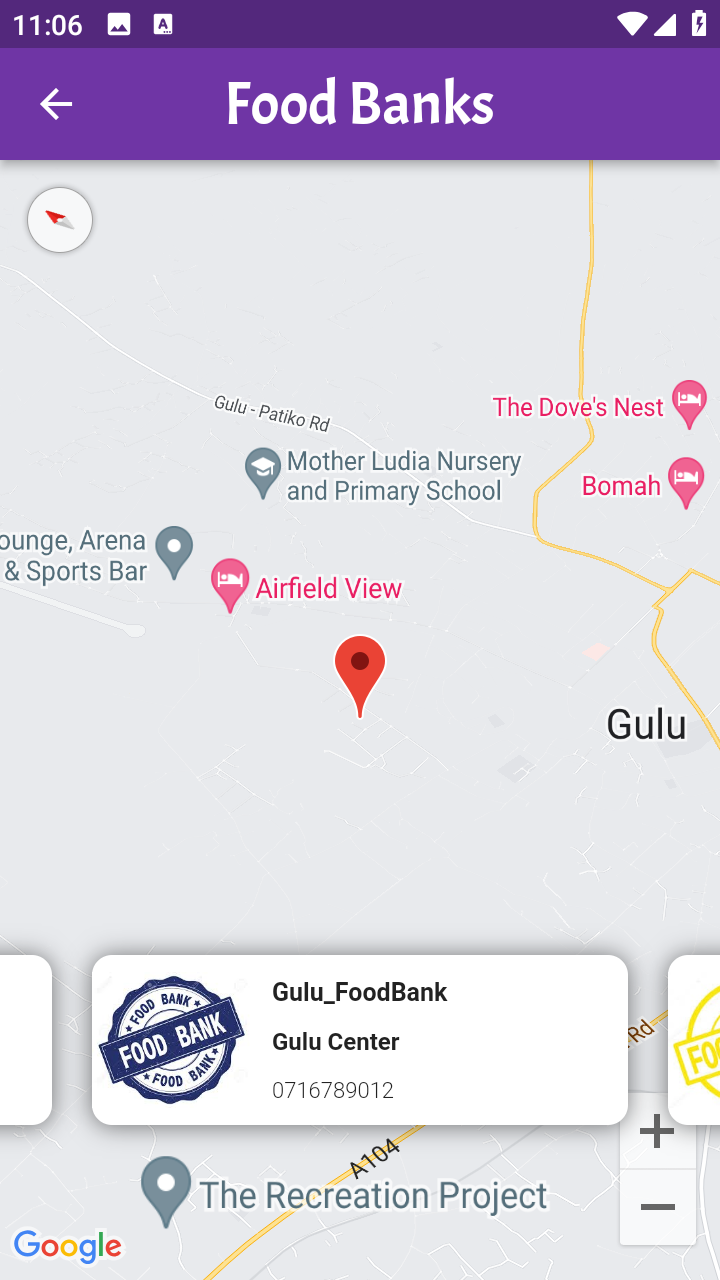 11:06
A
Food Banks
Gulu - Patiko Rd
The Dove's Nest
Mother Ludia Nursery
and Primary School
Bomah
ounge, Arena
& Sports Bar
Airfield View
Gulu
Gulu_FoodBank
Gulu Center
0716789012
FOOD BANK
FOOD BANK
FOOD BANK
Rd
FOO
A104
The Recreation Project
Google